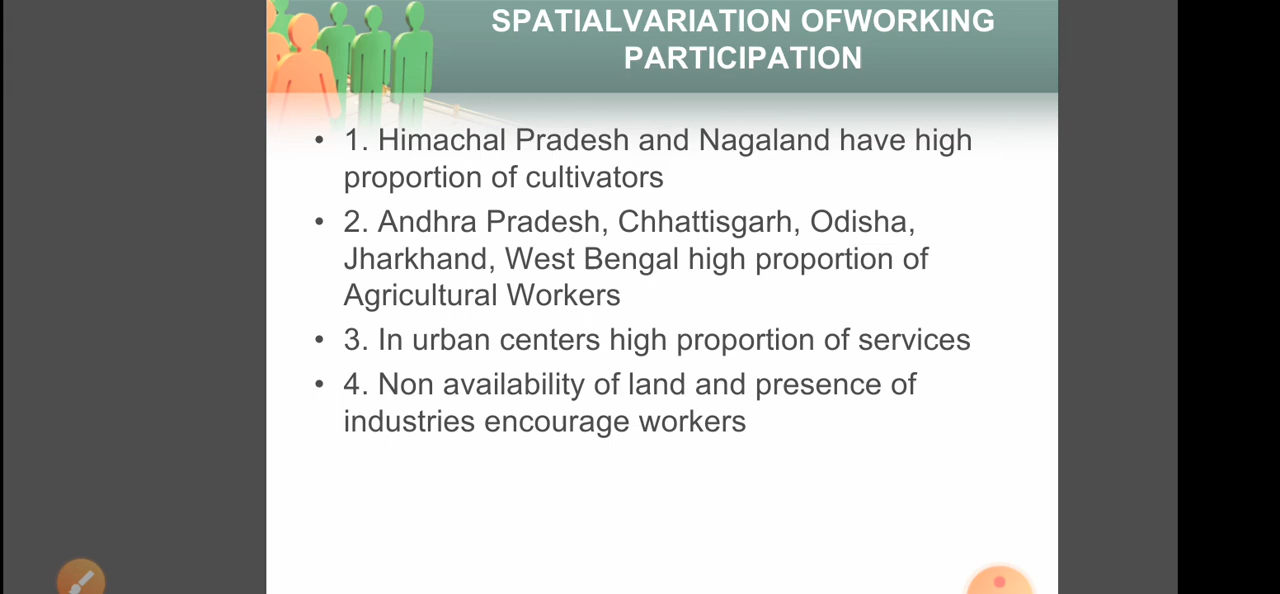 SPATIALVARIATION OFWORKING
PARTICIPATION
• 1. Himachal Pradesh and Nagaland have high
proportion of cultivators
• 2. Andhra Pradesh, Chhattisgarh, Odisha,
Jharkhand, West Bengal high proportion of
Agricultural Workers
• 3. In urban centers high proportion of services
• 4. Non availability of land and presence of
industries encourage workers